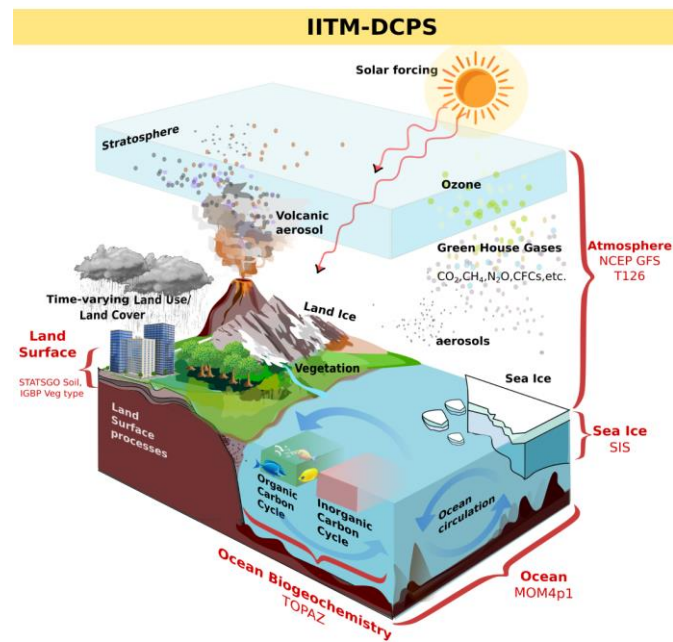 IITM-DCPS
Solar forcing
Stratosphere
Ozone
Volcanic
aerosol
Green House Gases
CO₂,CH₄,N₂O,CFCs,etc.
Atmosphere
NCEP GFS
T126
Time-varying Land Use/
Land Cover
Land Ice
aerosols
Land
Surface
STATSGO Soil,
IGBP Veg type
Vegetation
Sea Ice
Land
Surface
processes
Sea Ice
SIS
Organic
Carbon
Cycle
Inorganic
Carbon
Cycle
Ocean
circulation
Ocean Biogeochemistry
TOPAZ
Ocean
MOM4p1